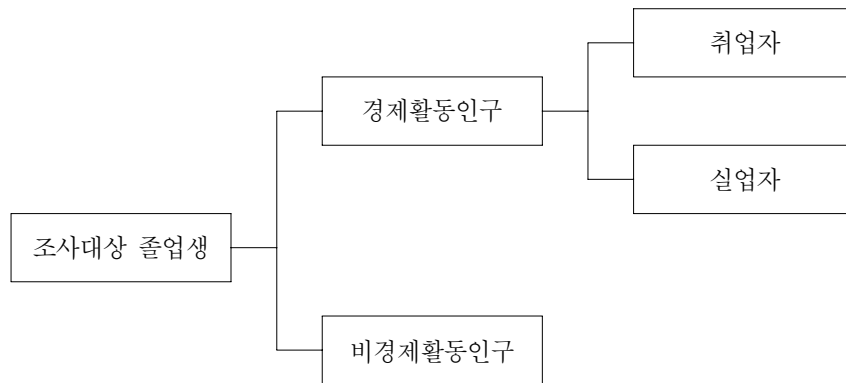 취업자
경제활동인구
실업자
조사대상 졸업생
비경제활동인구